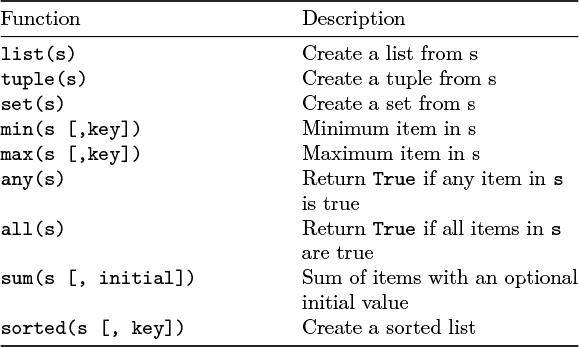 Function Description
list(s) Create a list from s
tuple(s) Create a tuple from s
set(s) Create a set from s
min(s [,key]) Minimum item in s
max(s [,key]) Maximum item in s
any(s) Return True if any item in s
is true
all(s) Return True if all items in s
are true
sum(s [, initial]) Sum of items with an optional
initial value
sorted(s [, key]) Create a sorted list